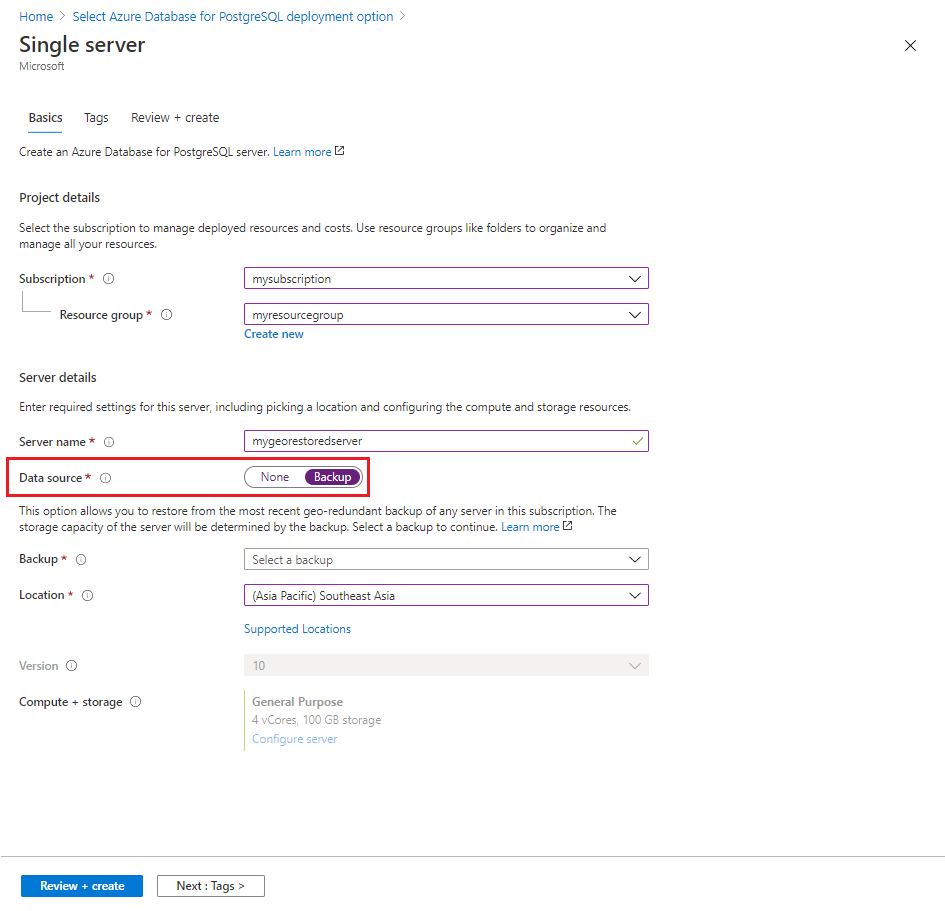 Home > Select Azure Database for PostgreSQL deployment option >
Single server
Microsoft
Basics Tags Review + create
Create an Azure Database for PostgreSQL server. Learn more
Project details
Select the subscription to manage deployed resources and costs. Use resource groups like folders to organize and
manage all your resources.
Subscription * mysubscription
Resource group * myresourcegroup
Create new
Server details
Enter required settings for this server, including picking a location and configuring the compute and storage resources.
Server name * mygeorestoredserver
Data source * None Backup
This option allows you to restore from the most recent geo-redundant backup of any server in this subscription. The
storage capacity of the server will be determined by the backup. Select a backup to continue. Learn more
Backup * Select a backup
Location * (Asia Pacific) Southeast Asia
Supported Locations
Version 10
Compute + storage General Purpose
4 vCores, 100 GB storage
Configure server
Review + create Next : Tags >